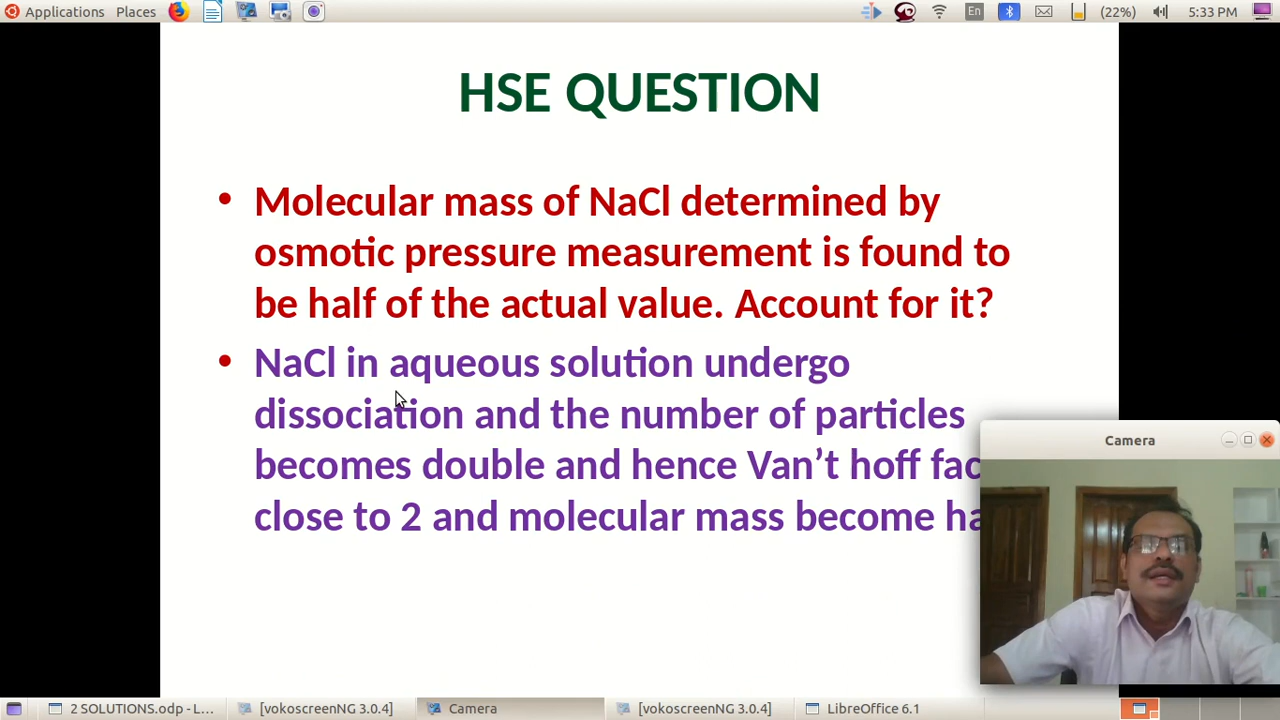 Applications Places En (22%) 5:33 PM
HSE QUESTION
• Molecular mass of NaCl determined by
osmotic pressure measurement is found to
be half of the actual value. Account for it?
• NaCl in aqueous solution undergo
dissociation and the number of particles
becomes double and hence Van’t hoff fac
close to 2 and molecular mass become ha
Camera
2 SOLUTIONS.odp - L... [vokoscreenNG 3.0.4] Camera [vokoscreenNG 3.0.4] LibreOffice 6.1